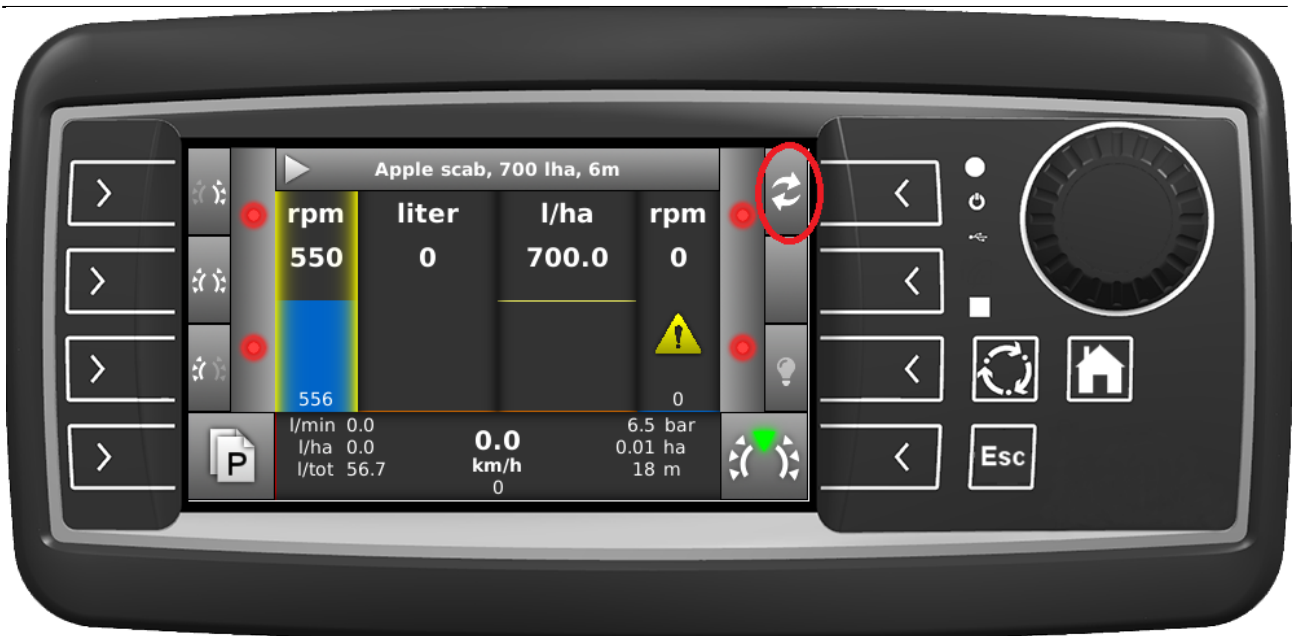 Apple scab, 700 lha, 6m
rpm liter l/ha rpm
550 0 700.0 0
556 0
l/min 0.0
l/ha 0.0
l/tot 56.7
0.0
km/h
0
6.5 bar
0.01 ha
18 m
P
Esc